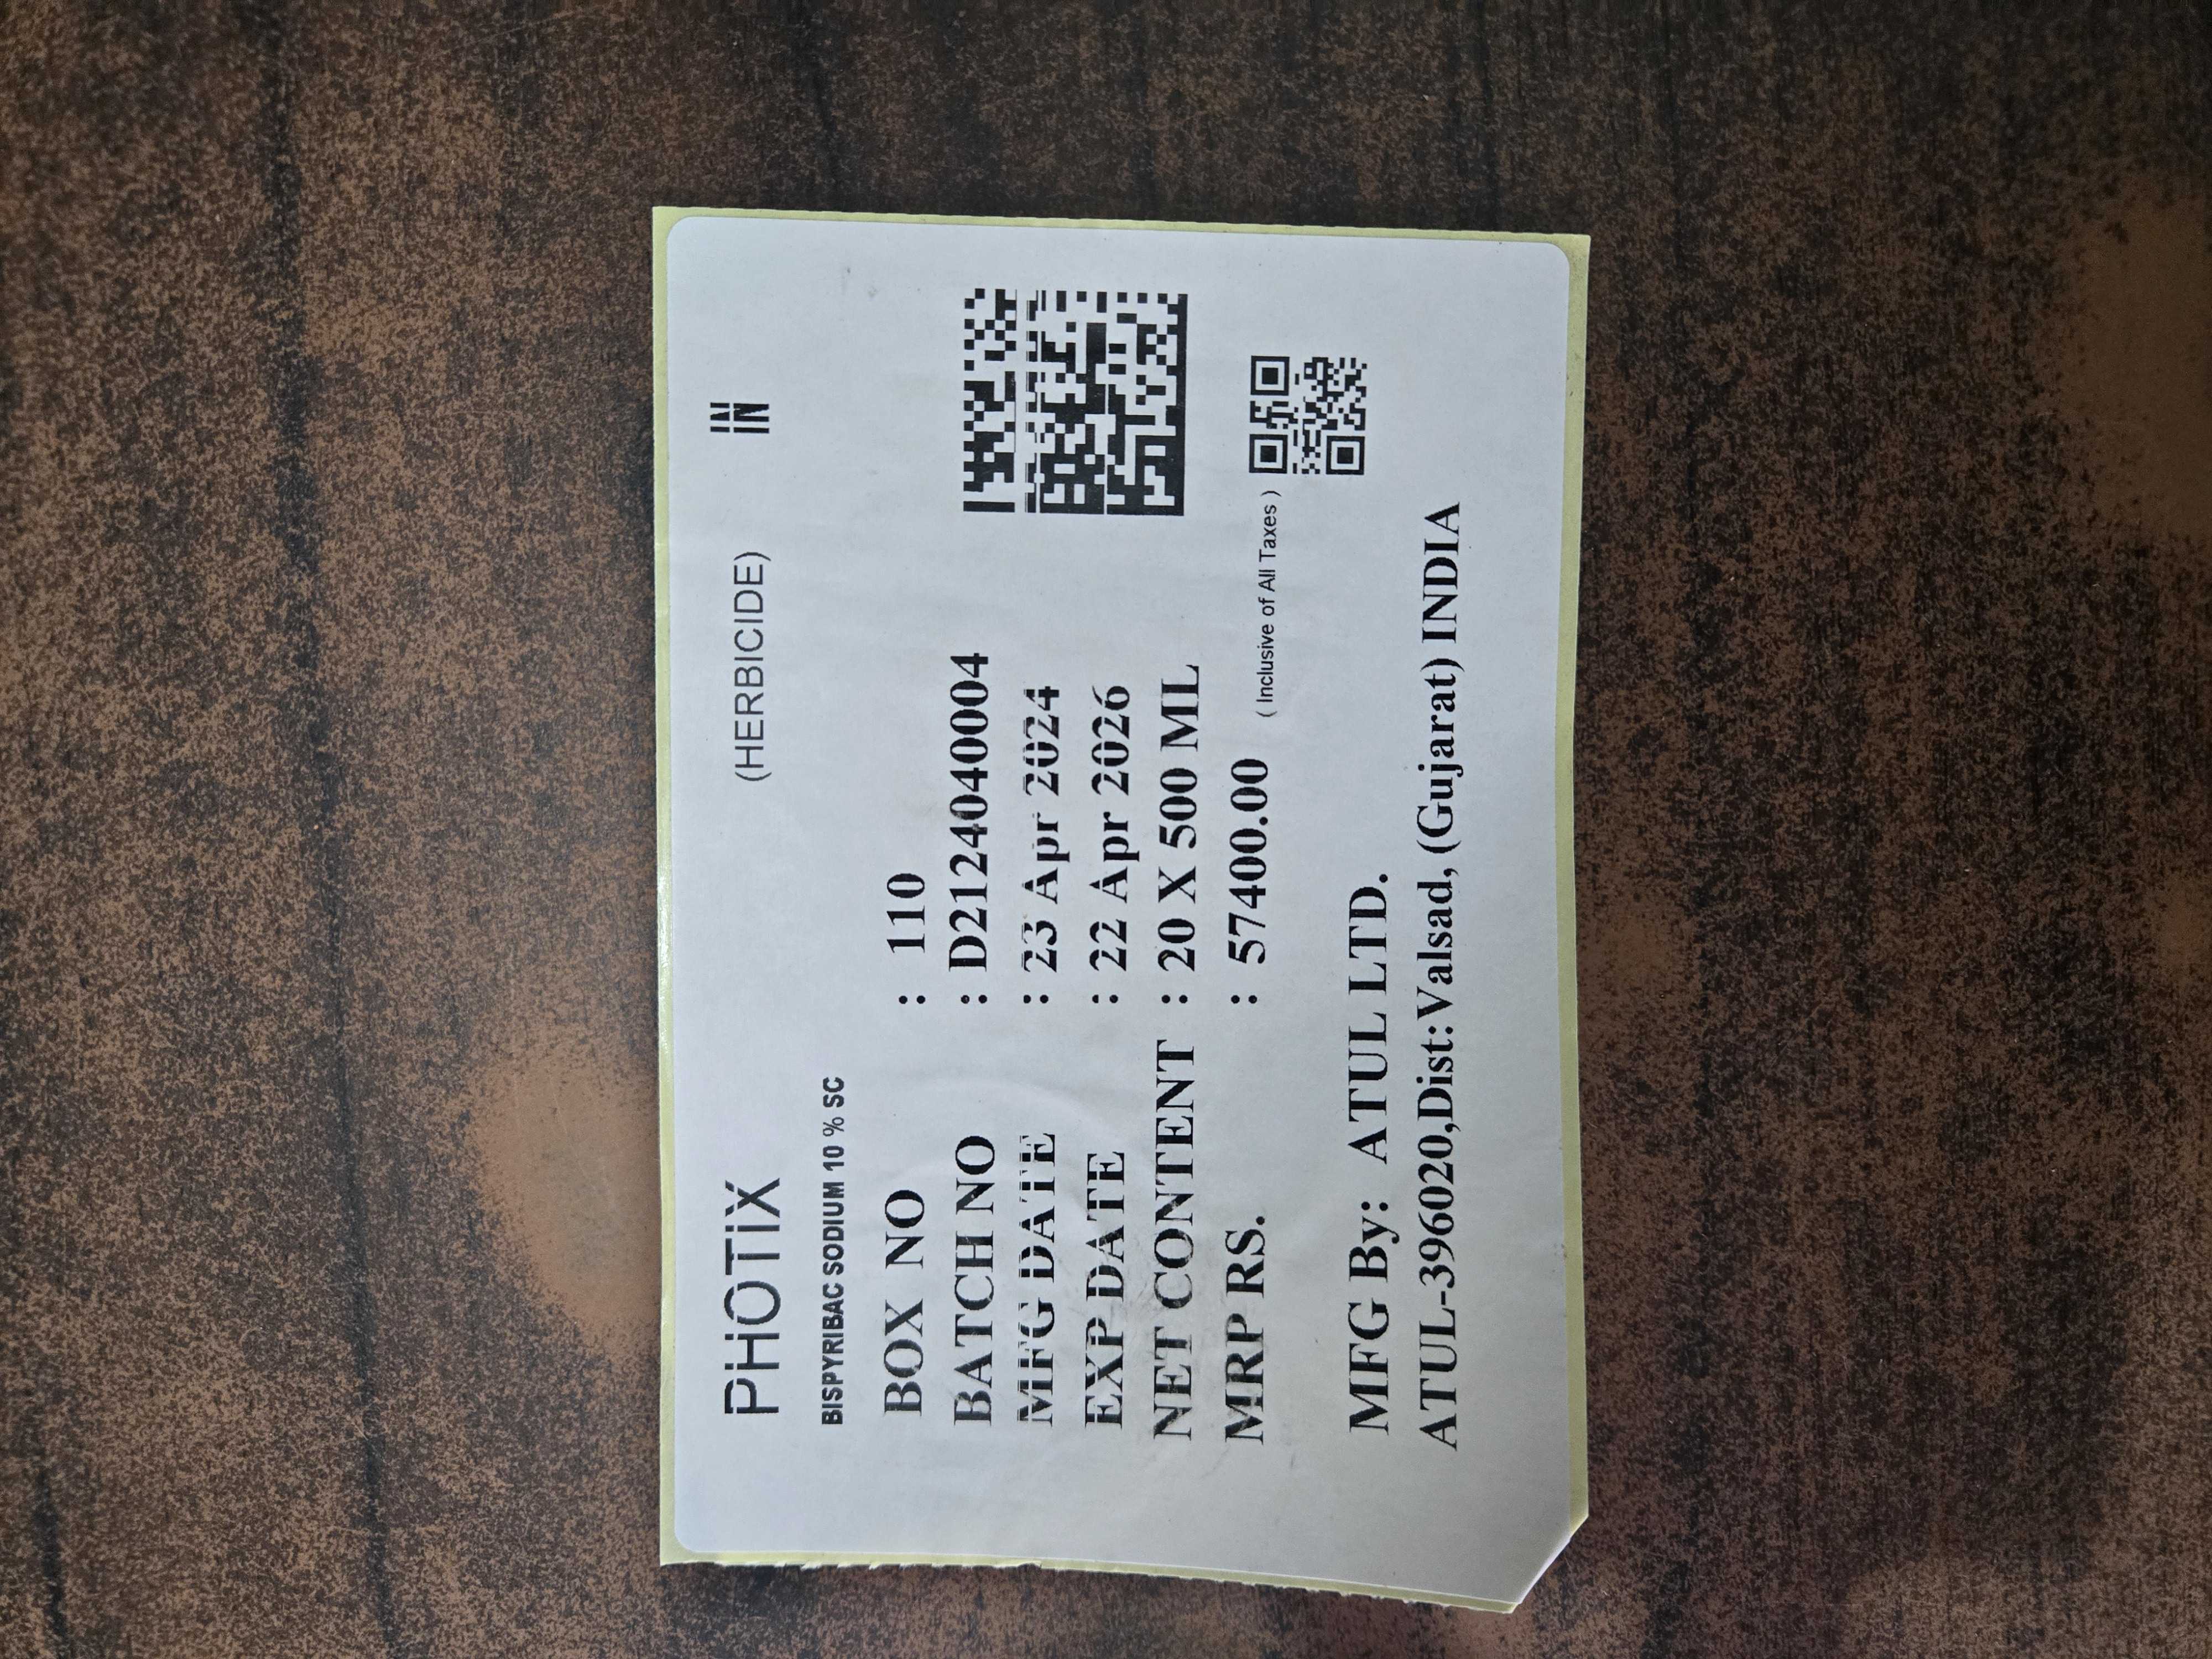 PHOTIX (HERBICIDE) IN
BISPYRIBAC SODIUM 10 % SC
BOX NO : 110
BATCH NO : D2124040004
MFG DATE : 23 Apr 2024
EXP DATE : 22 Apr 2026
NET CONTENT : 20 X 500 ML
MRP RS. : 57400.00 ( Inclusive of All Taxes )
MFG By: ATUL LTD.
ATUL-396020,Dist:Valsad, (Gujarat) INDIA